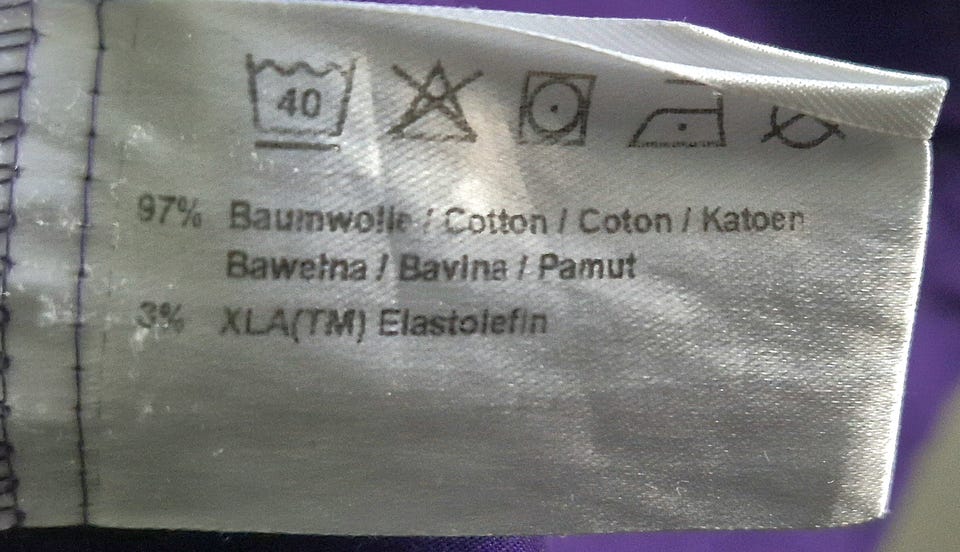 40
97% Baumwolle / Cotton / Coton / Katoen
Bawełna / Bavlna / Pamut
3% XLA(TM) Elastolefin